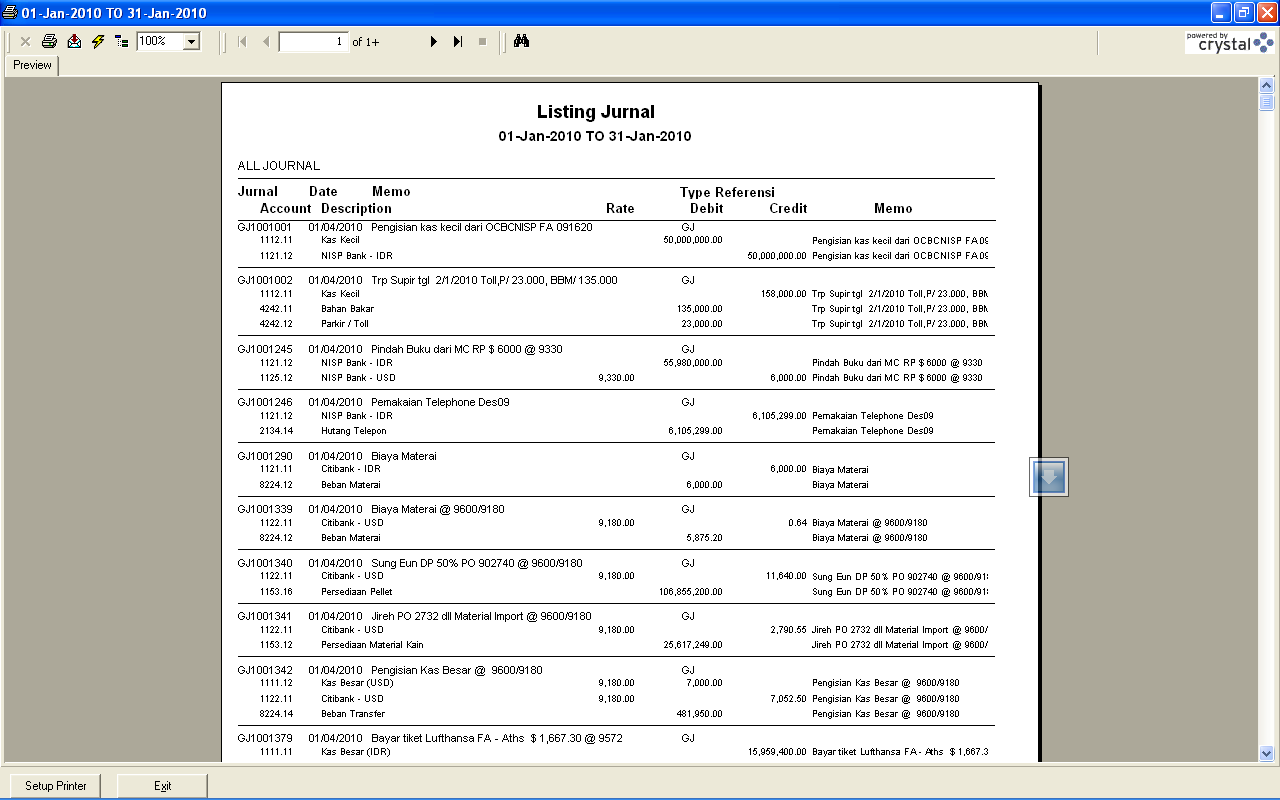 01-Jan-2010 TO 31-Jan-2010
100% 1 of 1+ powered by crystal
Preview
Listing Jurnal
01-Jan-2010 TO 31-Jan-2010
ALL JOURNAL
Jurnal Date Memo Type Referensi
Account Description Rate Debit Credit Memo
GJ1001001 01/04/2010 Pengisian kas kecil dari OCBCNISP FA 091620 GJ
1112.11 Kas Kecil 50,000,000.00 Pengisian kas kecil dari OCBCNISP FA 09
1121.12 NISP Bank - IDR 50,000,000.00 Pengisian kas kecil dari OCBCNISP FA 09
GJ1001002 01/04/2010 Trp Supir tgl 2/1/2010 Toll,P/ 23.000, BBM/ 135.000 GJ
1112.11 Kas Kecil 158,000.00 Trp Supir tgl 2/1/2010 Toll,P/ 23.000, BBM
4242.11 Bahan Bakar 135,000.00 Trp Supir tgl 2/1/2010 Toll,P/ 23.000, BBM
4242.12 Parkir / Toll 23,000.00 Trp Supir tgl 2/1/2010 Toll,P/ 23.000, BBM
GJ1001245 01/04/2010 Pindah Buku dari MC RP $ 6000 @ 9330 GJ
1121.12 NISP Bank - IDR 55,980,000.00 Pindah Buku dari MC RP $ 6000 @ 9330
1125.12 NISP Bank - USD 9,330.00 6,000.00 Pindah Buku dari MC RP $ 6000 @ 9330
GJ1001246 01/04/2010 Pemakaian Telephone Des09 GJ
1121.12 NISP Bank - IDR 6,105,299.00 Pemakaian Telephone Des09
2134.14 Hutang Telepon 6,105,299.00 Pemakaian Telephone Des09
GJ1001290 01/04/2010 Biaya Materai GJ
1121.11 Citibank - IDR 6,000.00 Biaya Materai
8224.12 Beban Materai 6,000.00 Biaya Materai
GJ1001339 01/04/2010 Biaya Materai @ 9600/9180 GJ
1122.11 Citibank - USD 9,180.00 0.64 Biaya Materai @ 9600/9180
8224.12 Beban Materai 5,875.20 Biaya Materai @ 9600/9180
GJ1001340 01/04/2010 Sung Eun DP 50% PO 902740 @ 9600/9180 GJ
1122.11 Citibank - USD 9,180.00 11,640.00 Sung Eun DP 50% PO 902740 @ 9600/91
1153.16 Persediaan Pellet 106,855,200.00 Sung Eun DP 50% PO 902740 @ 9600/91
GJ1001341 01/04/2010 Jireh PO 2732 dll Material Import @ 9600/9180 GJ
1122.11 Citibank - USD 9,180.00 2,790.55 Jireh PO 2732 dll Material Import @ 9600/
1153.12 Persediaan Material Kain 25,617,249.00 Jireh PO 2732 dll Material Import @ 9600/
GJ1001342 01/04/2010 Pengisian Kas Besar @ 9600/9180 GJ
1111.12 Kas Besar (USD) 9,180.00 7,000.00 Pengisian Kas Besar @ 9600/9180
1122.11 Citibank - USD 9,180.00 7,052.50 Pengisian Kas Besar @ 9600/9180
8224.14 Beban Transfer 481,950.00 Pengisian Kas Besar @ 9600/9180
GJ1001379 01/04/2010 Bayar tiket Lufthansa FA - Aths $ 1,667.30 @ 9572 GJ
1111.11 Kas Besar (IDR) 15,959,400.00 Bayar tiket Lufthansa FA - Aths $ 1,667.3
Setup Printer Exit